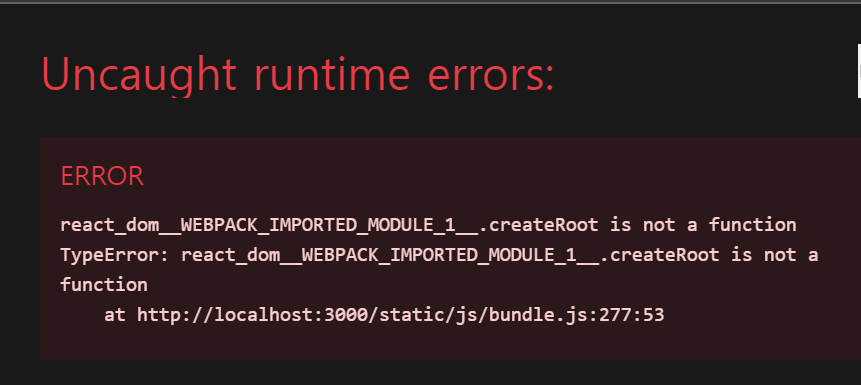 Uncaught runtime errors:
ERROR
react_dom__WEBPACK_IMPORTED_MODULE_1__.createRoot is not a function
TypeError: react_dom__WEBPACK_IMPORTED_MODULE_1__.createRoot is not a
function
    at http://localhost:3000/static/js/bundle.js:277:53